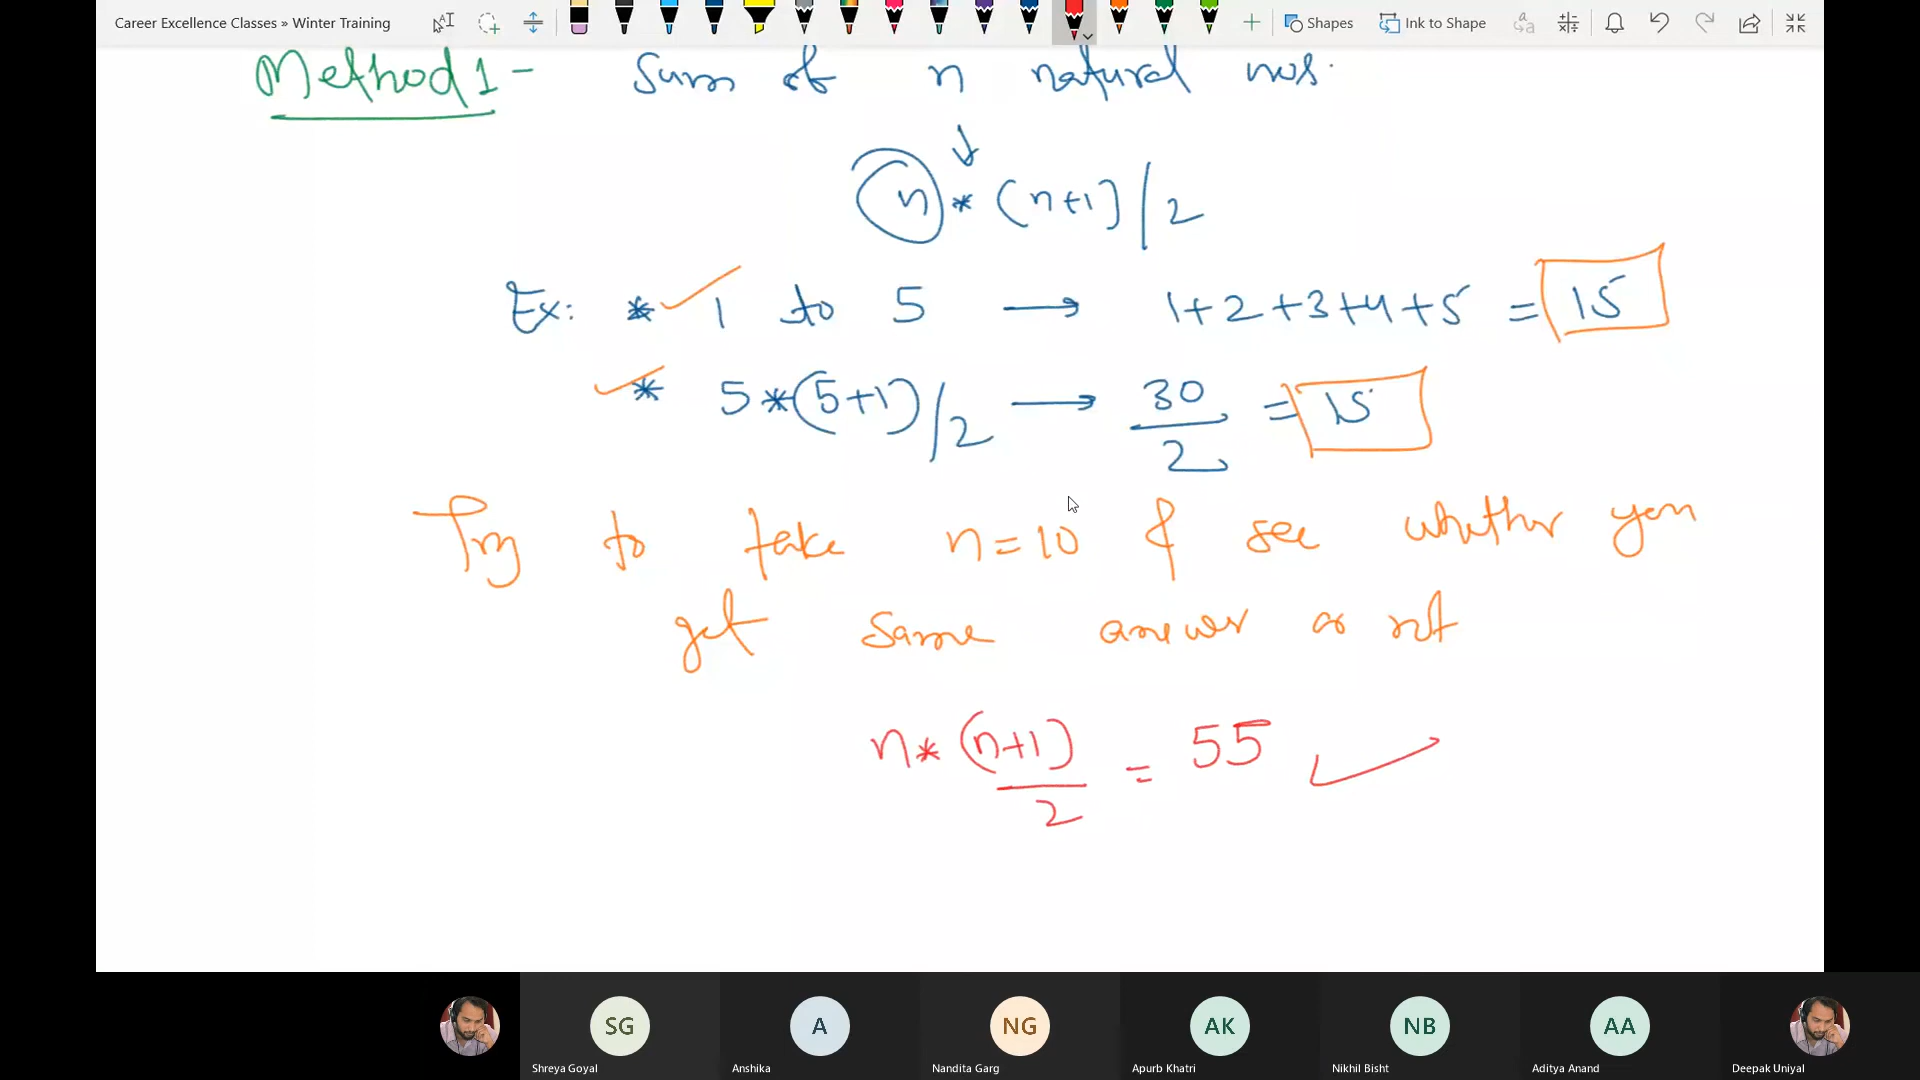 Career Excellence Classes » Winter Training
Shapes
Ink to Shape
Method 1 - Sum of n natural nos.
n * (n+1) / 2
Ex: * 1 to 5 → 1+2+3+4+5 = 15
* 5*(5+1)/2 → 30/2 = 15
Try to take n=10 & see whether you
get same answer or not
n* (n+1)/2 = 55
SG
A
NG
AK
NB
AA
Shreya Goyal
Anshika
Nandita Garg
Apurb Khatri
Nikhil Bisht
Aditya Anand
Deepak Uniyal